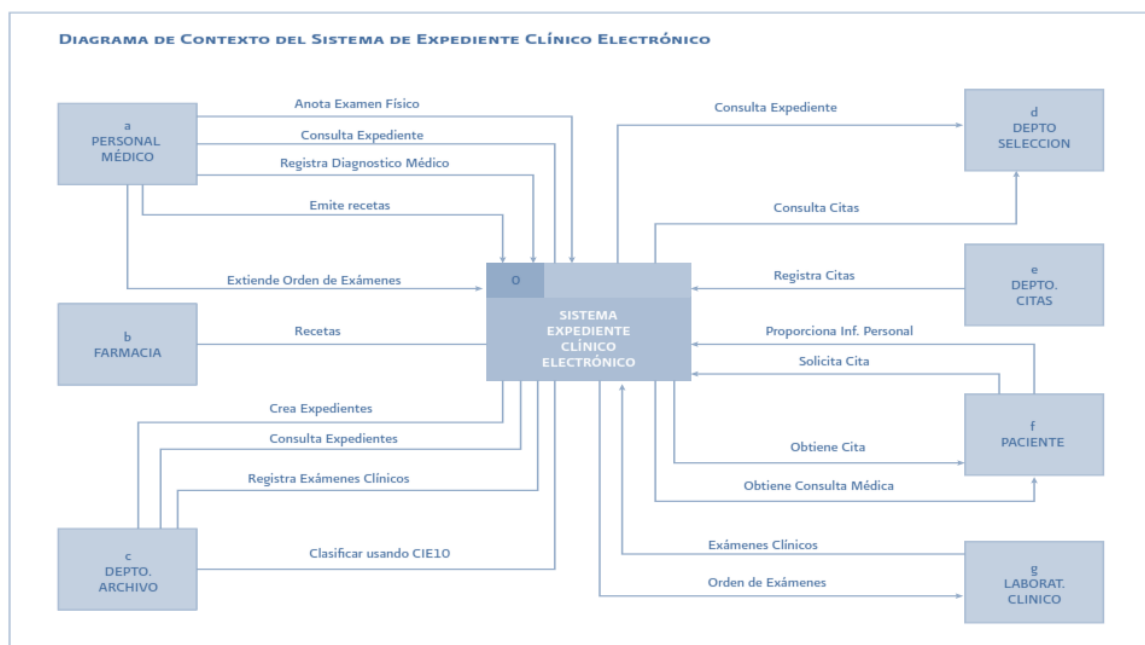 DIAGRAMA DE CONTEXTO DEL SISTEMA DE EXPEDIENTE CLÍNICO ELECTRÓNICO
a
PERSONAL
MÉDICO
Anota Examen Físico
Consulta Expediente
Registra Diagnostico Médico
Emite recetas
Extiende Orden de Exámenes
b
FARMACIA
Recetas
Crea Expedientes
Consulta Expedientes
Registra Exámenes Clínicos
Clasificar usando CIE10
c
DEPTO.
ARCHIVO
0
SISTEMA
EXPEDIENTE
CLÍNICO
ELECTRÓNICO
Consulta Expediente
Consulta Citas
d
DEPTO
SELECCION
Registra Citas
e
DEPTO.
CITAS
Proporciona Inf. Personal
Solicita Cita
Obtiene Cita
Obtiene Consulta Médica
f
PACIENTE
Exámenes Clínicos
Orden de Exámenes
g
LABORAT.
CLINICO